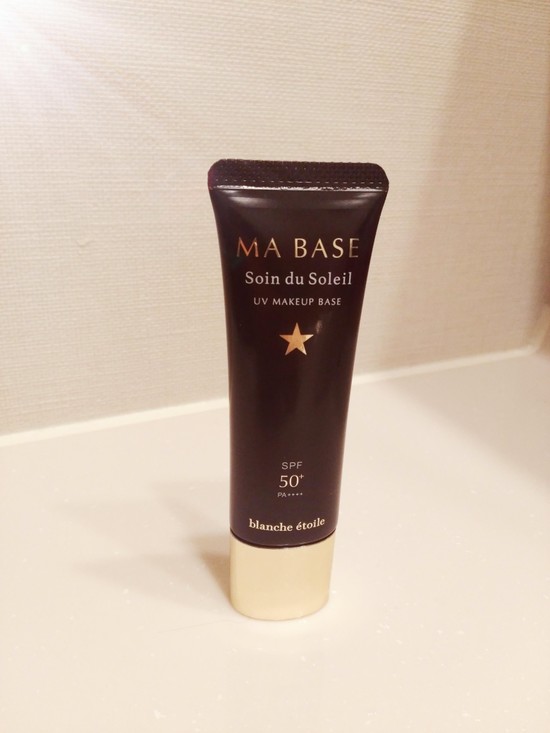 MA BASE
Soin du Soleil
UV MAKEUP BASE
SPF
50+
PA++++
blanche étoile